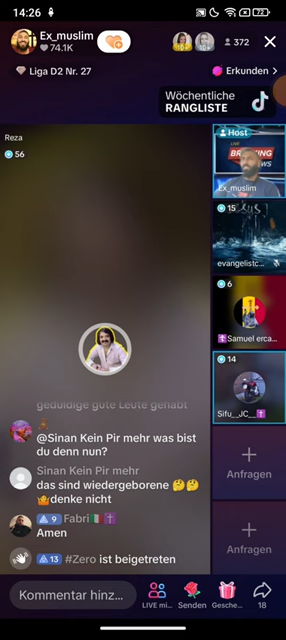 14:26
72
Ex_muslim
74.1K
372
Liga D2 Nr. 27
Erkunden >
Wöchentliche
RANGLISTE
Reza
56
Host
LIVE
Ex_muslim
15
evangelistc...
6
✝️Samuel erca...
14
Sifu__JC__✝️
geduldige gute Leute gehabt
@Sinan Kein Pir mehr was bist
du denn nun?
Sinan Kein Pir mehr
das sind wiedergeborene 🤔🤔
🤷denke nicht
9 Fabri🇮🇹✝️
Amen
13 #Zero ist beigetreten
+
Anfragen
+
Anfragen
Kommentar hinz...
LIVE mi...
Senden
Gesche...
18